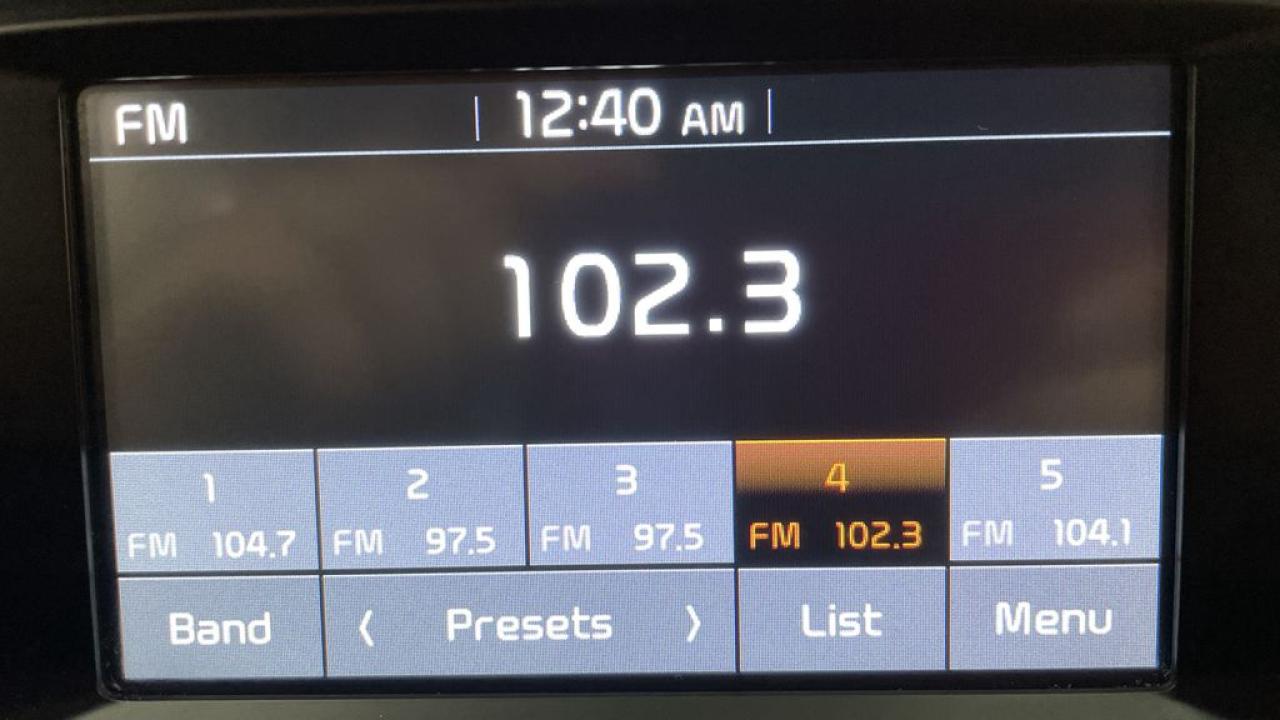 FM | 12:40 AM |
102.3
1 2 3 4 5
FM 104.7 FM 97.5 FM 97.5 FM 102.3 FM 104.1
Band ⟨ Presets ⟩ List Menu